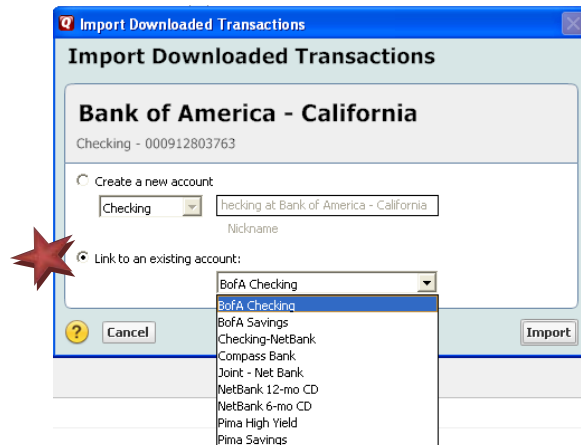 Import Downloaded Transactions
Import Downloaded Transactions
Bank of America - California
Checking - 000912803763
Create a new account
Checking hecking at Bank of America - California
Nickname
Link to an existing account:
BofA Checking
BofA Checking
BofA Savings
Checking-NetBank
Compass Bank
Joint - Net Bank
NetBank 12-mo CD
NetBank 6-mo CD
Pima High Yield
Pima Savings
? Cancel Import